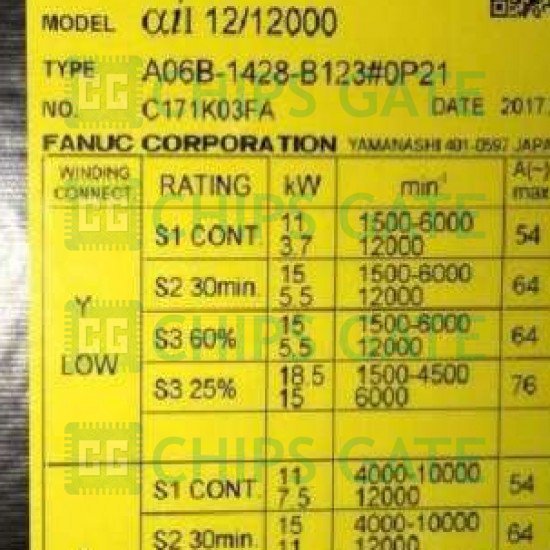 MODEL αiI 12/12000
TYPE A06B-1428-B123#0P21
NO. C171K03FA DATE 2017.
FANUC CORPORATION YAMANASHI 401-0597 JAPA
WINDING CONNECT. RATING kW min⁻¹ A(~) max
Y LOW
S1 CONT. 11 1500-6000 54
3.7 12000
S2 30min. 15 1500-6000 64
5.5 12000
S3 60% 15 1500-6000 64
5.5 12000
S3 25% 18.5 1500-4500 76
15 6000
S1 CONT. 11 4000-10000 54
7.5 12000
S2 30min. 15 4000-10000 64
11 12000
CHIPS GATE
CHIPS GATE
CHIPS GATE
CHIPS GATE